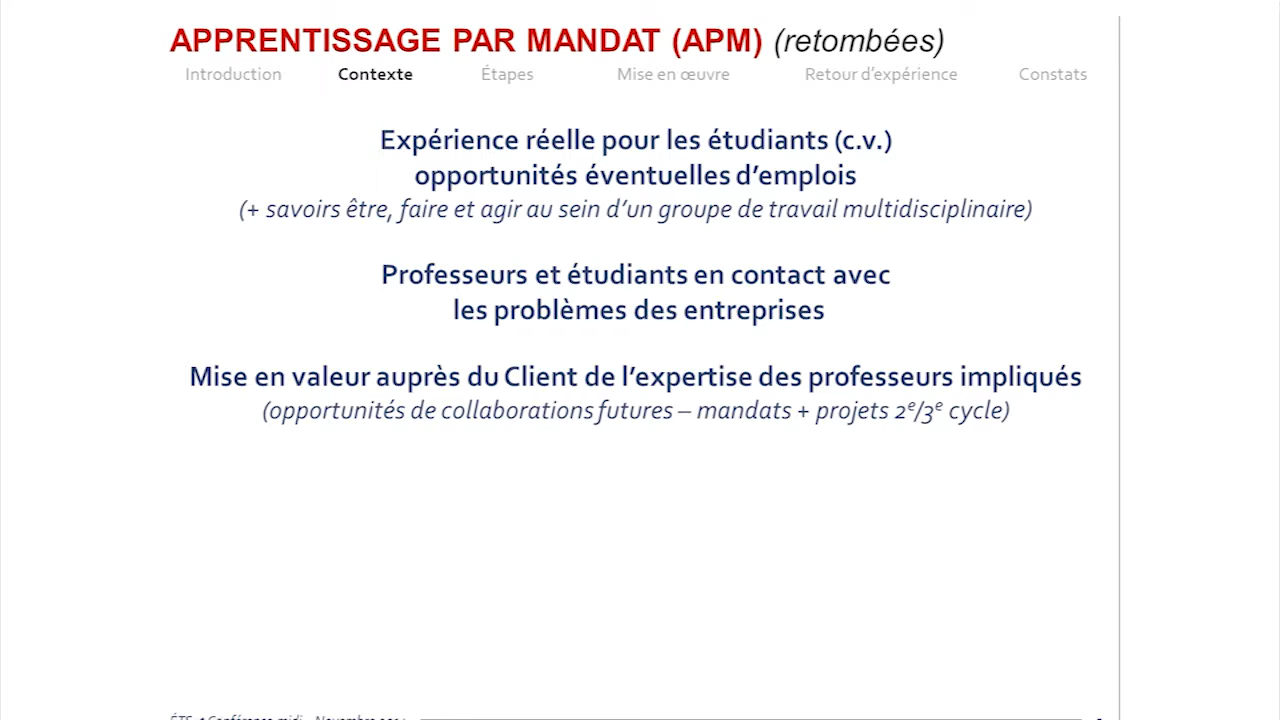 APPRENTISSAGE PAR MANDAT (APM) (retombées)
Introduction Contexte Étapes Mise en œuvre Retour d'expérience Constats
Expérience réelle pour les étudiants (c.v.)
opportunités éventuelles d'emplois
(+ savoirs être, faire et agir au sein d'un groupe de travail multidisciplinaire)
Professeurs et étudiants en contact avec
les problèmes des entreprises
Mise en valeur auprès du Client de l'expertise des professeurs impliqués
(opportunités de collaborations futures – mandats + projets 2e/3e cycle)